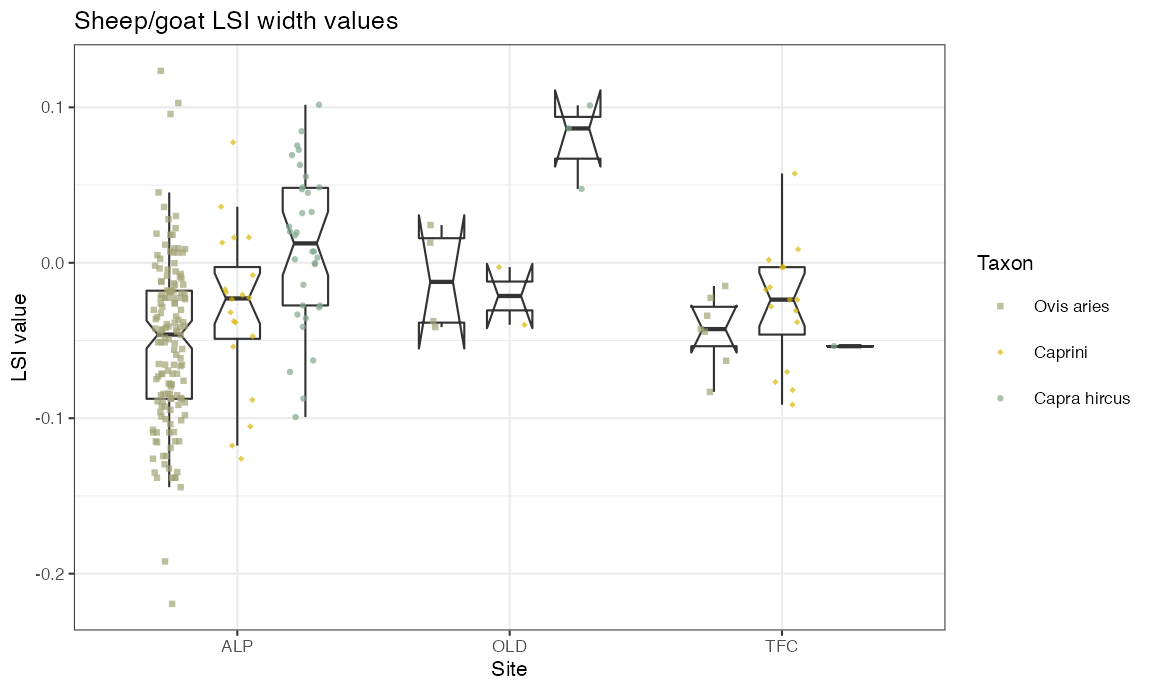 Sheep/goat LSI width values
LSI value
0.1
0.0
-0.1
-0.2
ALP
OLD
TFC
Site
Taxon
Ovis aries
Caprini
Capra hircus